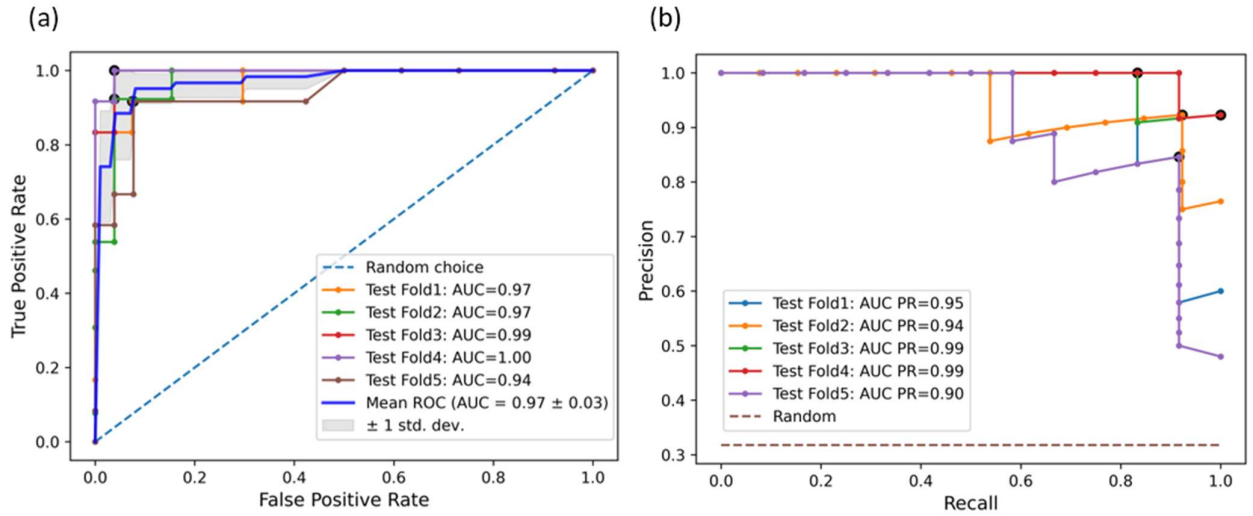 (a)
1.0
0.8
0.6
0.4
0.2
0.0
True Positive Rate
Random choice
Test Fold1: AUC=0.97
Test Fold2: AUC=0.97
Test Fold3: AUC=0.99
Test Fold4: AUC=1.00
Test Fold5: AUC=0.94
Mean ROC (AUC = 0.97 ± 0.03)
± 1 std. dev.
0.0 0.2 0.4 0.6 0.8 1.0
False Positive Rate
(b)
1.0
0.9
0.8
0.7
0.6
0.5
0.4
0.3
Precision
Test Fold1: AUC PR=0.95
Test Fold2: AUC PR=0.94
Test Fold3: AUC PR=0.99
Test Fold4: AUC PR=0.99
Test Fold5: AUC PR=0.90
Random
0.0 0.2 0.4 0.6 0.8 1.0
Recall